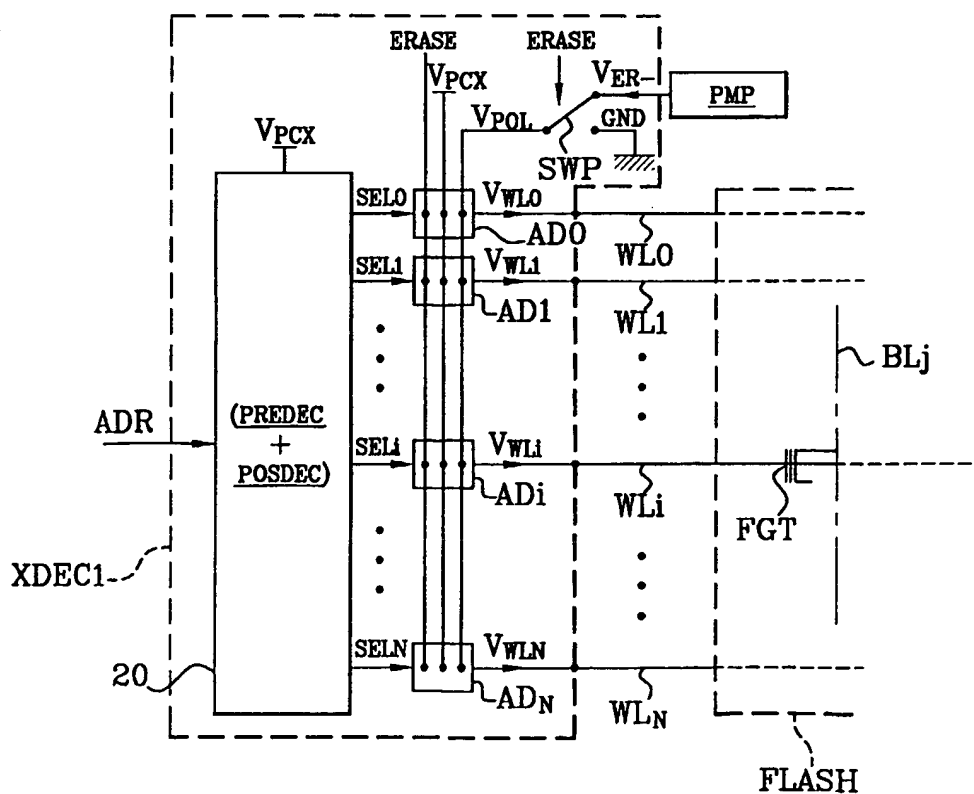 ERASE ERASE
VPCX VER- PMP
VPCX VPOL GND
SWP
SEL0 VWL0
AD0 WL0
SEL1 VWL1
AD1 WL1
BLj
ADR (PREDEC
+
POSDEC)
SELi VWLi
ADi WLi FGT
XDEC1
20 SELN VWLN
ADN WLN
FLASH